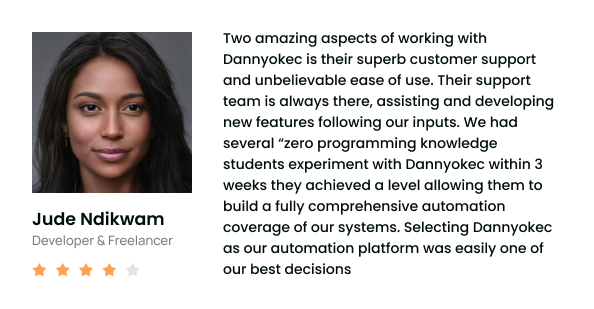 Two amazing aspects of working with
Dannyokec is their superb customer support
and unbelievable ease of use. Their support
team is always there, assisting and developing
new features following our inputs. We had
several “zero programming knowledge
students experiment with Dannyokec within 3
weeks they achieved a level allowing them to
build a fully comprehensive automation
coverage of our systems. Selecting Dannyokec
as our automation platform was easily one of
our best decisions
Jude Ndikwam
Developer & Freelancer